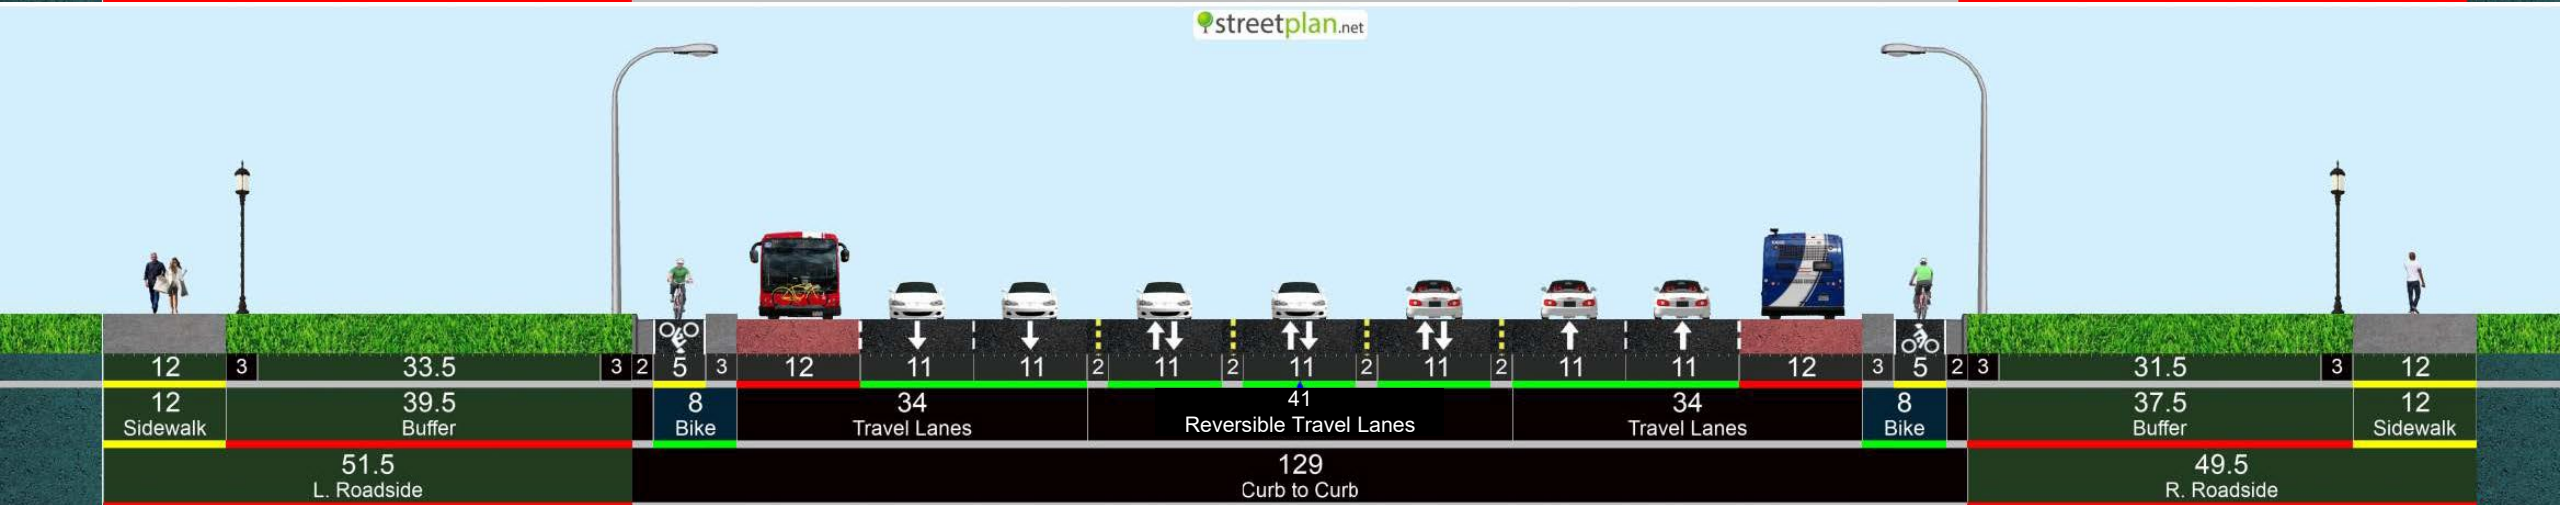 streetplan.net
12 3 33.5 3 2 5 3 12 11 11 2 11 2 11 2 11 2 11 11 12 3 5 2 3 31.5 3 12
12 39.5 8 34 41 34 8 37.5 12
Sidewalk Buffer Bike Travel Lanes Reversible Travel Lanes Travel Lanes Bike Buffer Sidewalk
51.5 129 49.5
L. Roadside Curb to Curb R. Roadside